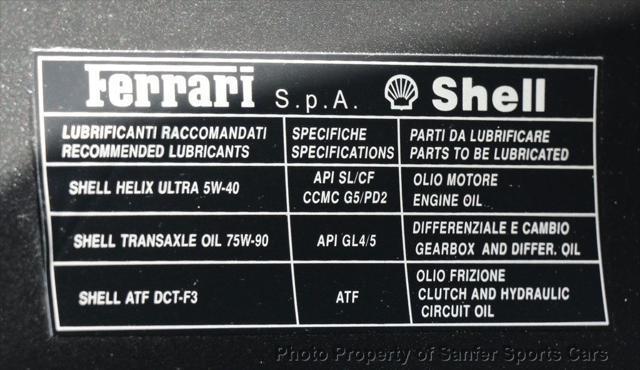 Ferrari S.p.A. Shell
LUBRIFICANTI RACCOMANDATI
RECOMMENDED LUBRICANTS
SPECIFICHE
SPECIFICATIONS
PARTI DA LUBRIFICARE
PARTS TO BE LUBRICATED
SHELL HELIX ULTRA 5W-40
API SL/CF
CCMC G5/PD2
OLIO MOTORE
ENGINE OIL
SHELL TRANSAXLE OIL 75W-90
API GL4/5
DIFFERENZIALE E CAMBIO
GEARBOX AND DIFFER. OIL
SHELL ATF DCT-F3
ATF
OLIO FRIZIONE
CLUTCH AND HYDRAULIC
CIRCUIT OIL
Photo Property of Sanfer Sports Cars